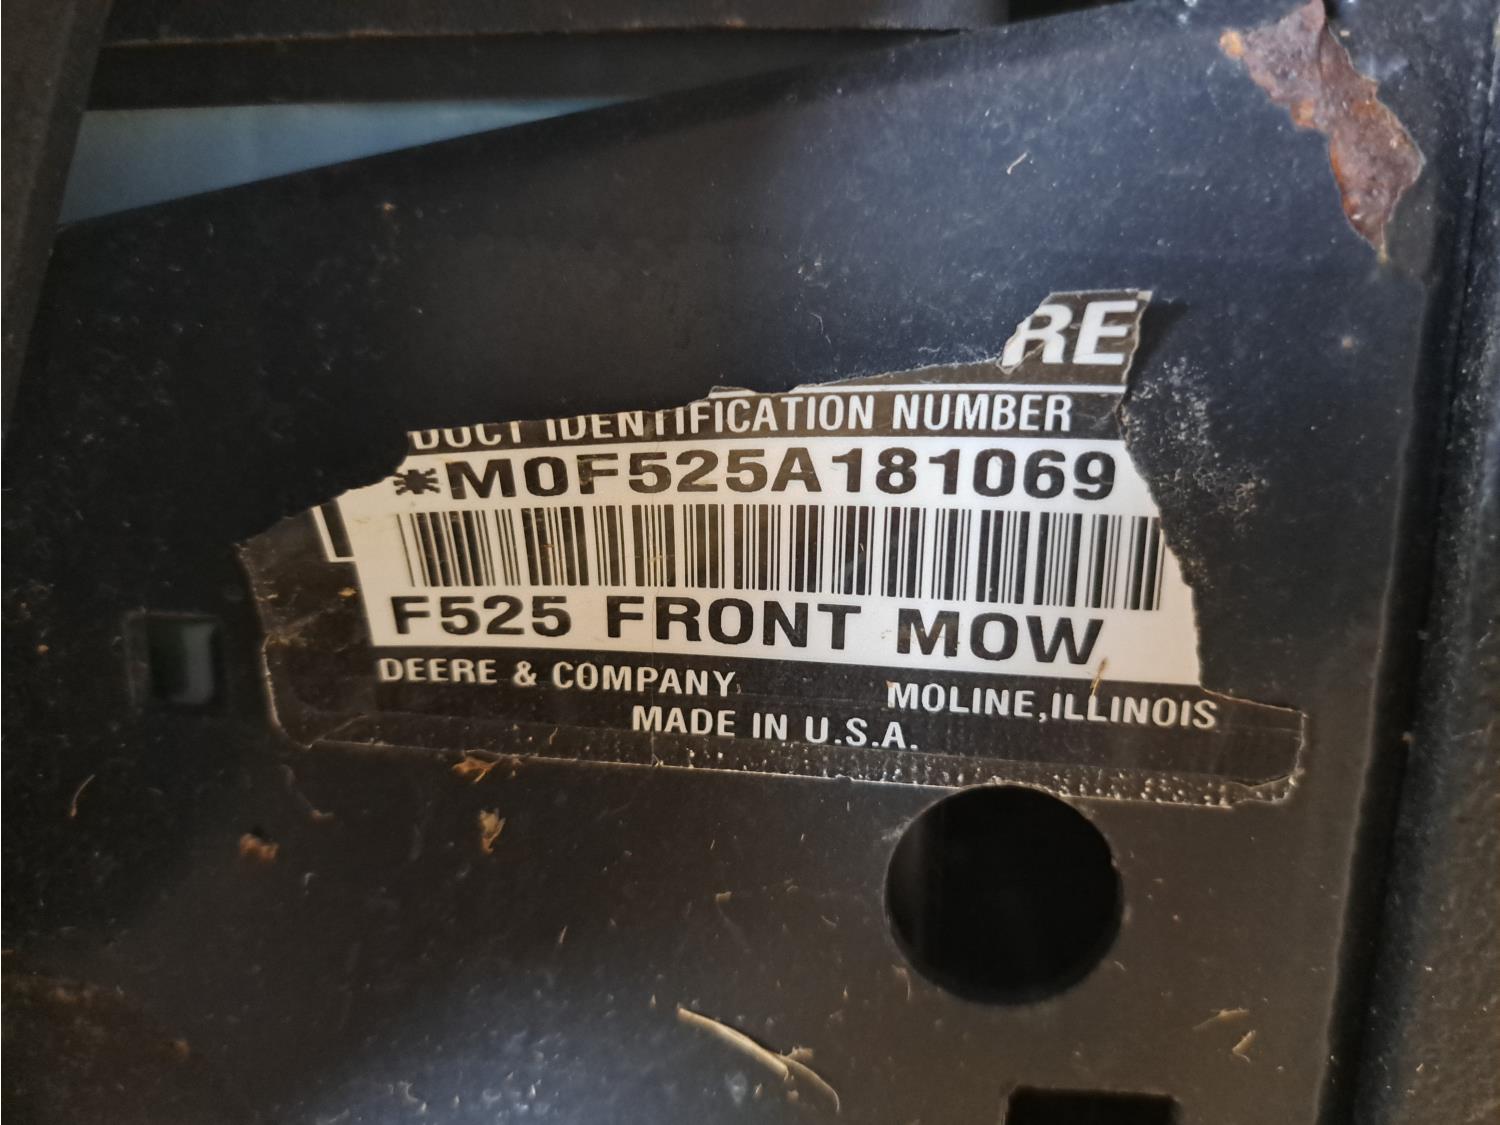 RE
DUCT IDENTIFICATION NUMBER
*M0F525A181069
F525 FRONT MOW
DEERE & COMPANY MOLINE, ILLINOIS
MADE IN U.S.A.